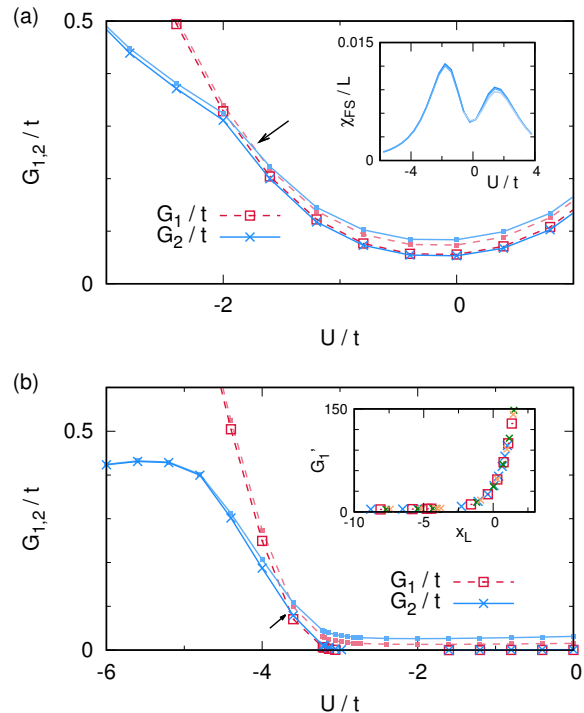 (a)
0.5
0
G1,2 / t
G1 / t
G2 / t
-2
0
U / t
0.015
0
χFS / L
-4
0
4
U / t
(b)
0.5
0
G1,2 / t
150
0
G1'
-10
-5
0
xL
G1 / t
G2 / t
-6
-4
-2
0
U / t